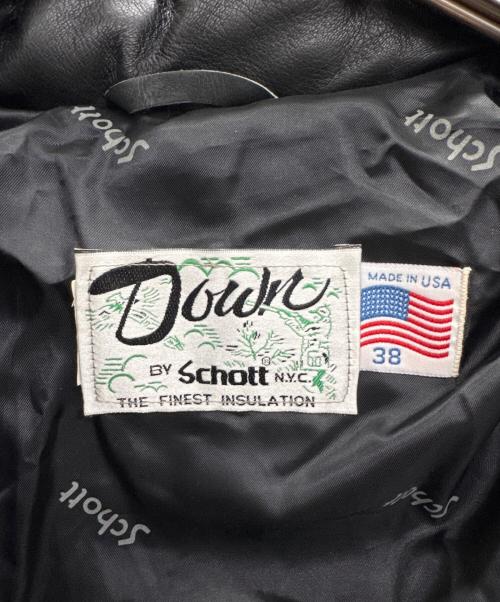 Schott
Schott
Down
BY Schott N.Y.C.
THE FINEST INSULATION
MADE IN USA
38
Schott
Schott